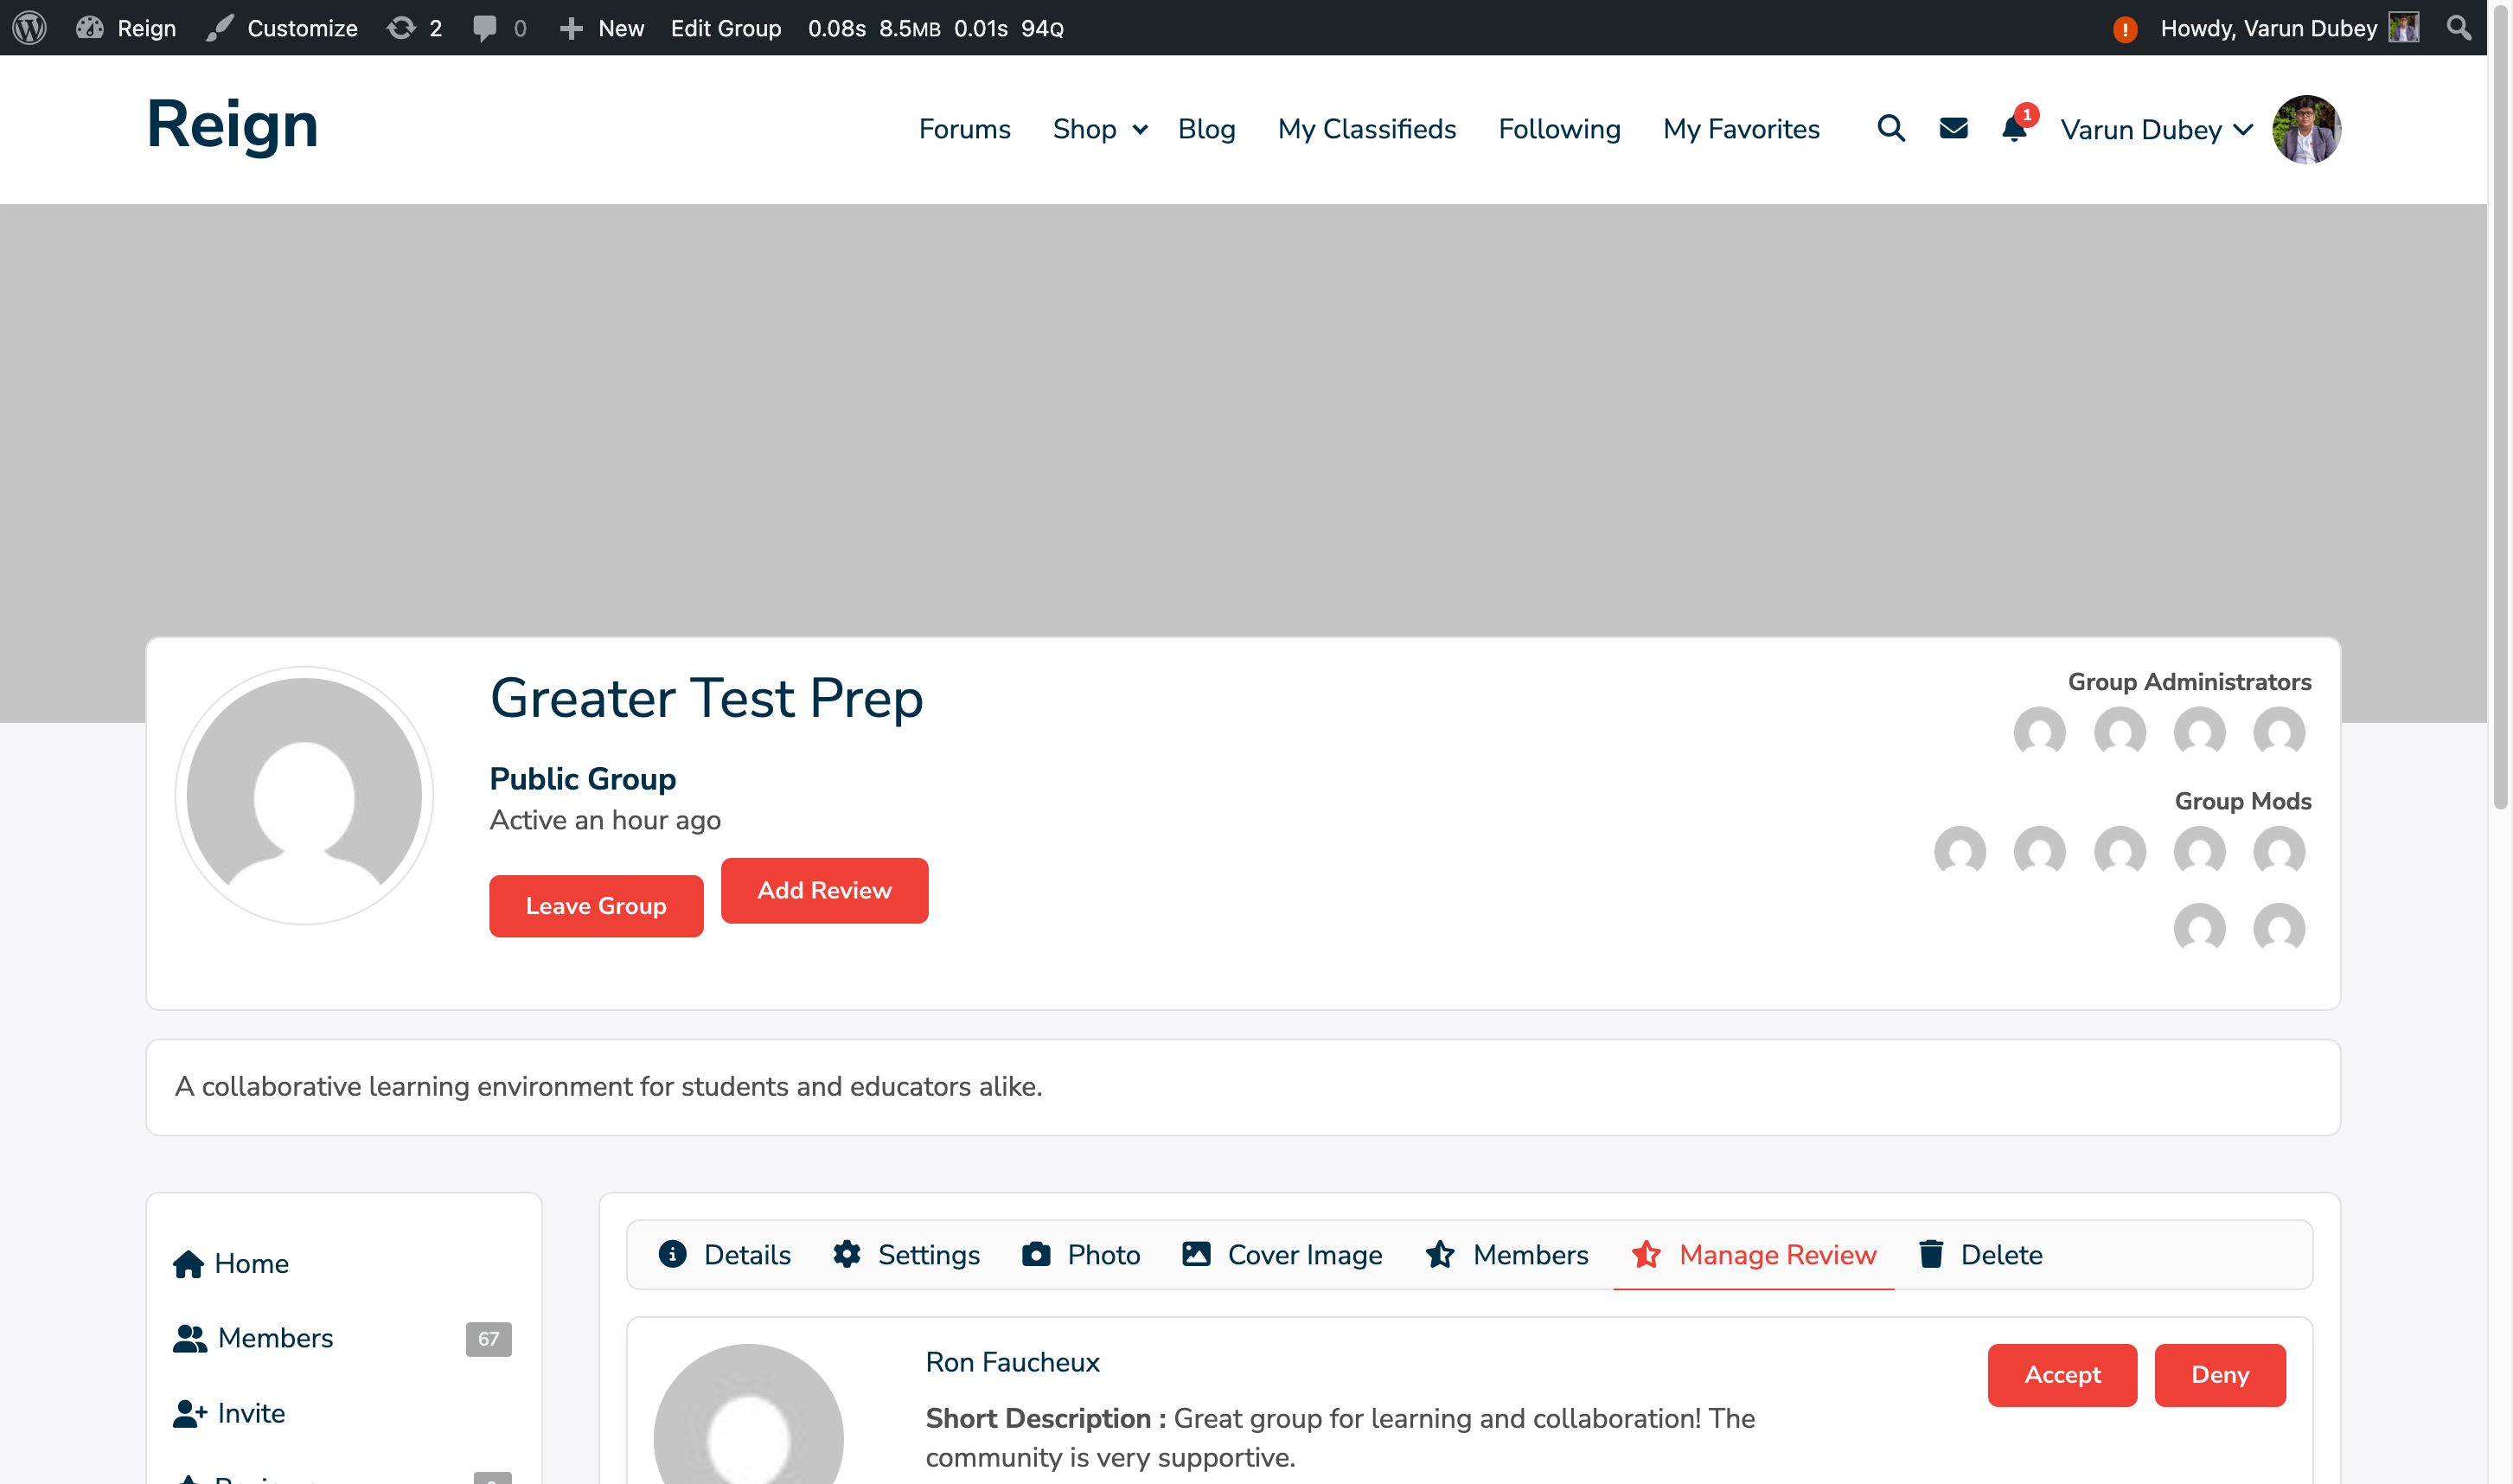 Reign Customize 2 0 New Edit Group 0.08s 8.5MB 0.01s 94Q ! Howdy, Varun Dubey
Reign Forums Shop Blog My Classifieds Following My Favorites 1 Varun Dubey
Greater Test Prep
Public Group
Active an hour ago
Leave Group Add Review
Group Administrators
Group Mods
A collaborative learning environment for students and educators alike.
Home
Members 67
Invite
Details Settings Photo Cover Image Members Manage Review Delete
Ron Faucheux
Accept Deny
Short Description : Great group for learning and collaboration! The
community is very supportive.